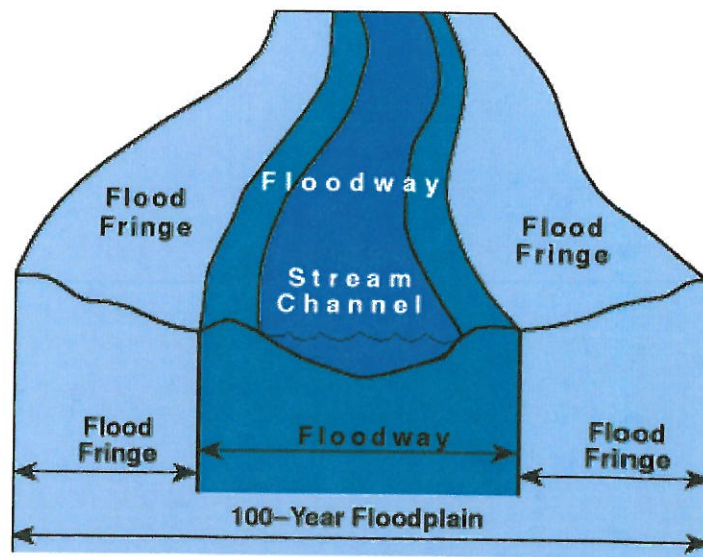 Flood
Fringe
Floodway
Flood
Fringe
Stream
Channel
Flood
Fringe
Floodway
Flood
Fringe
100–Year Floodplain